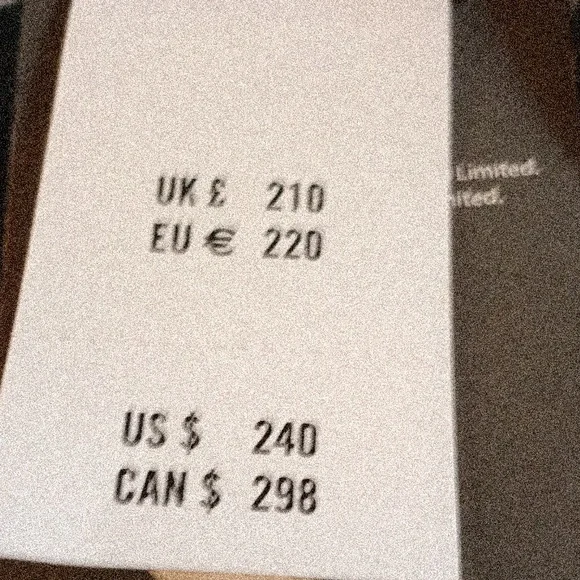 Limited.
UK £ 210
EU € 220
US $ 240
CAN $ 298